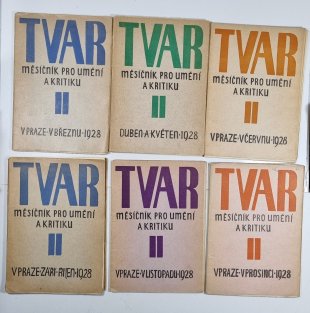 TVAR
MĚSÍČNÍK PRO UMĚNÍ
A KRITIKU
II
V PRAZE·V BŘEZNU·1928
TVAR
MĚSÍČNÍK PRO UMĚNÍ
A KRITIKU
II
DUBEN·A KVĚTEN·1928
TVAR
MĚSÍČNÍK PRO UMĚNÍ
A KRITIKU
II
V PRAZE·V ČERVNU·1928
TVAR
MĚSÍČNÍK PRO UMĚNÍ
A KRITIKU
II
V PRAZE·ZÁŘÍ·ŘÍJEN·1928
TVAR
MĚSÍČNÍK PRO UMĚNÍ
A KRITIKU
II
V PRAZE·V LISTOPADU·1928
TVAR
MĚSÍČNÍK PRO UMĚNÍ
A KRITIKU
II
V PRAZE·V PROSINCI·1928